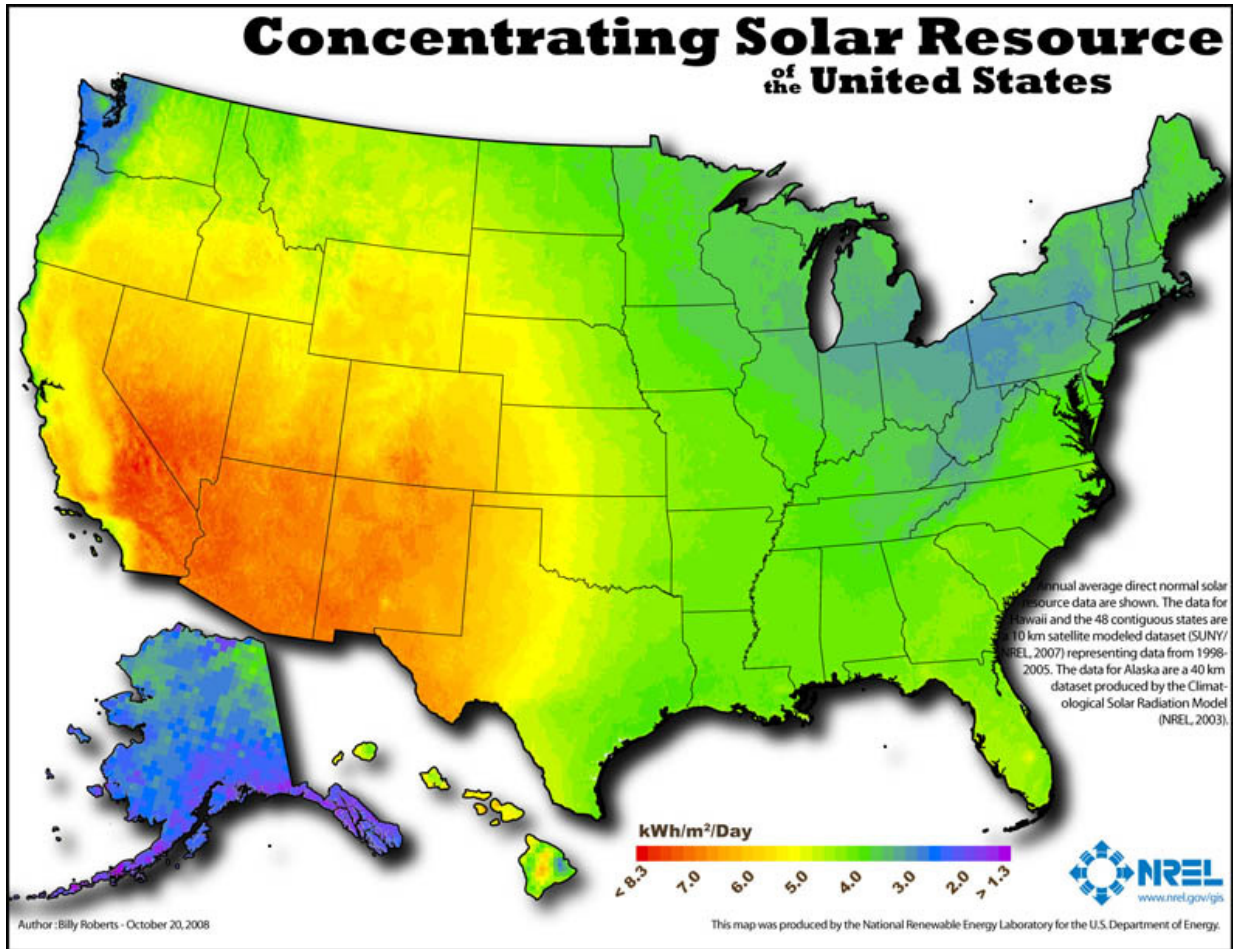 Concentrating Solar Resource
of the United States
Annual average direct normal solar
resource data are shown. The data for
Hawaii and the 48 contiguous states are
a 10 km satellite modeled dataset (SUNY/
NREL, 2007) representing data from 1998-
2005. The data for Alaska are a 40 km
dataset produced by the Climat-
ological Solar Radiation Model
(NREL, 2003).
kWh/m²/Day
< 8.3 7.0 6.0 5.0 4.0 3.0 2.0 > 1.3
NREL
www.nrel.gov/gis
Author : Billy Roberts - October 20, 2008
This map was produced by the National Renewable Energy Laboratory for the U.S. Department of Energy.